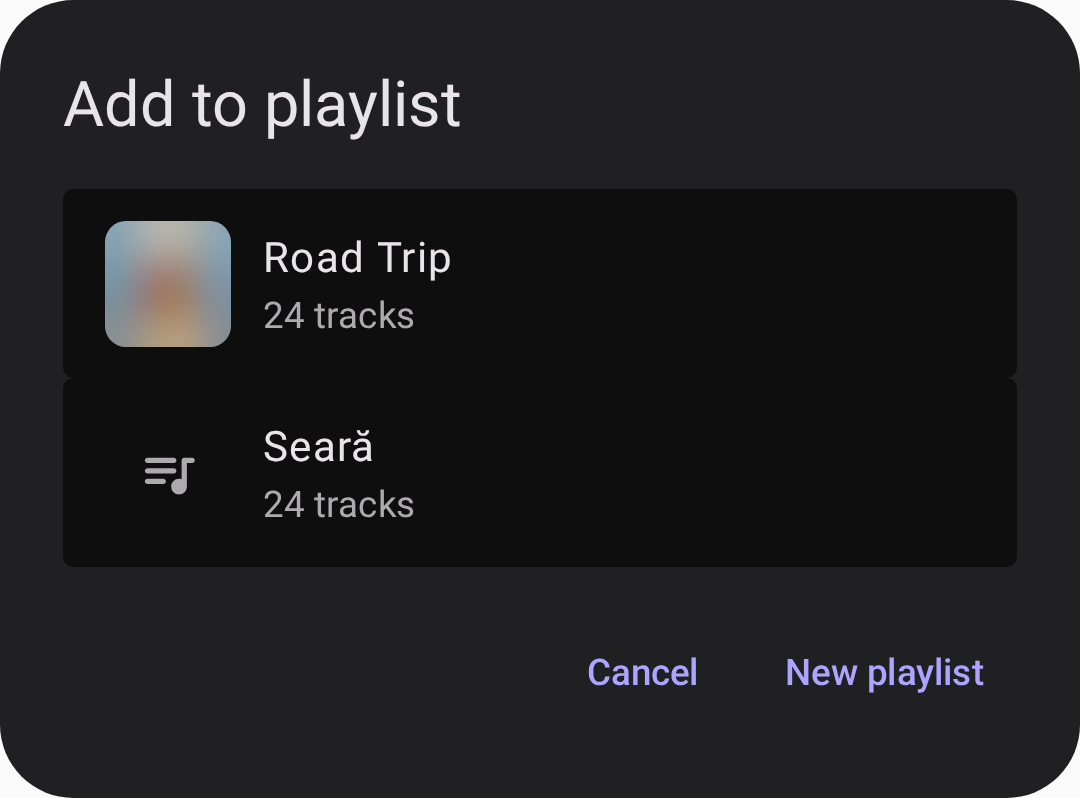 Add to playlist
Road Trip
24 tracks
Seară
24 tracks
Cancel
New playlist